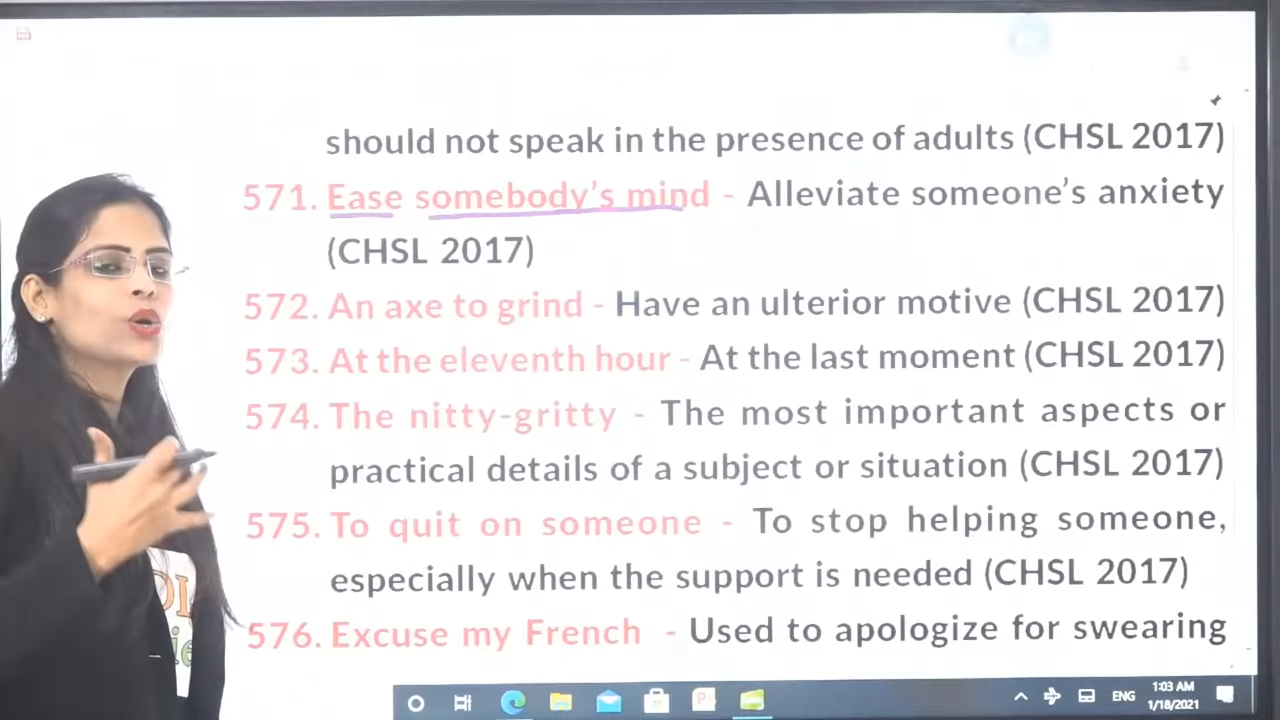 should not speak in the presence of adults (CHSL 2017)
571. Ease somebody's mind - Alleviate someone's anxiety
(CHSL 2017)
572. An axe to grind - Have an ulterior motive (CHSL 2017)
573. At the eleventh hour - At the last moment (CHSL 2017)
574. The nitty-gritty - The most important aspects or
practical details of a subject or situation (CHSL 2017)
575. To quit on someone - To stop helping someone,
especially when the support is needed (CHSL 2017)
576. Excuse my French - Used to apologize for swearing
ENG
1:03 AM
1/18/2021